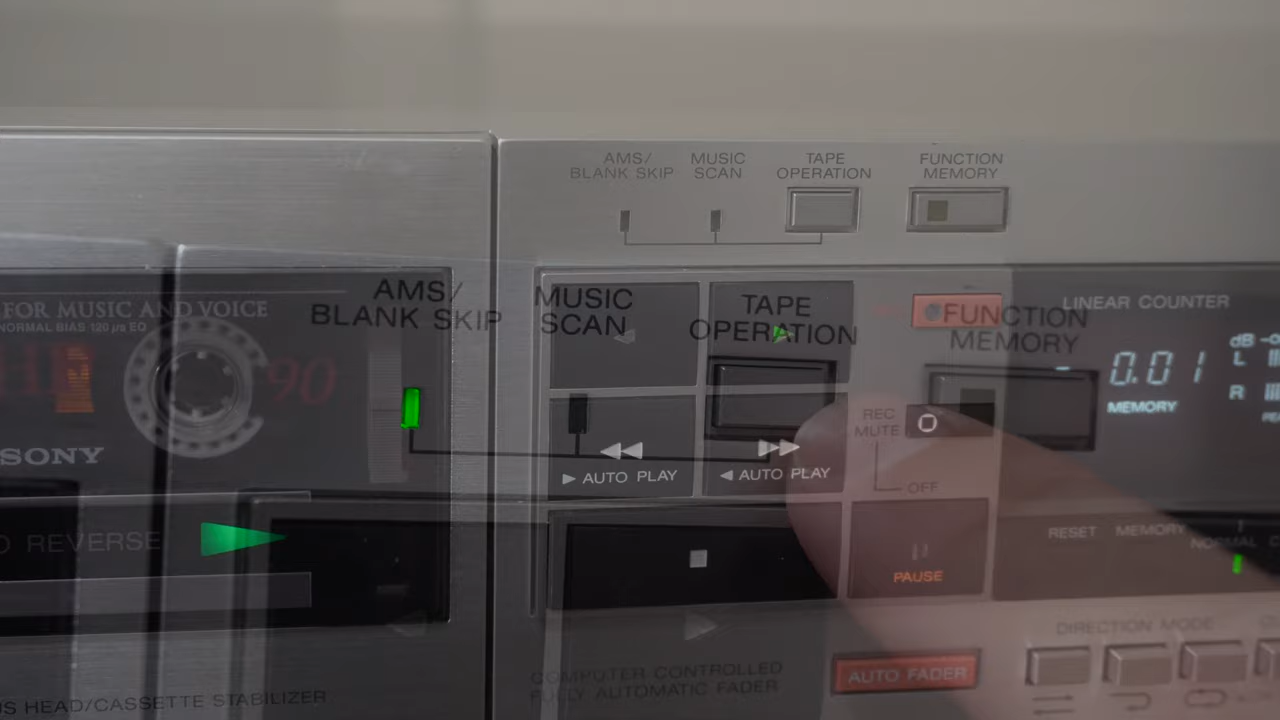 AMS/
BLANK SKIP
MUSIC
SCAN
TAPE
OPERATION
FUNCTION
MEMORY
FOR MUSIC AND VOICE
NORMAL BIAS 120 µs EQ
90
SONY
AMS/
BLANK SKIP
MUSIC
SCAN
TAPE
OPERATION
FUNCTION
MEMORY
LINEAR COUNTER
0.01
MEMORY
dB
L
R
REC
MUTE
OFF
AUTO PLAY
AUTO PLAY
REVERSE
RESET
MEMORY
NORMAL
PAUSE
DIRECTION MODE
COMPUTER CONTROLLED
FULLY AUTOMATIC FADER
AUTO FADER
HEAD/CASSETTE STABILIZER